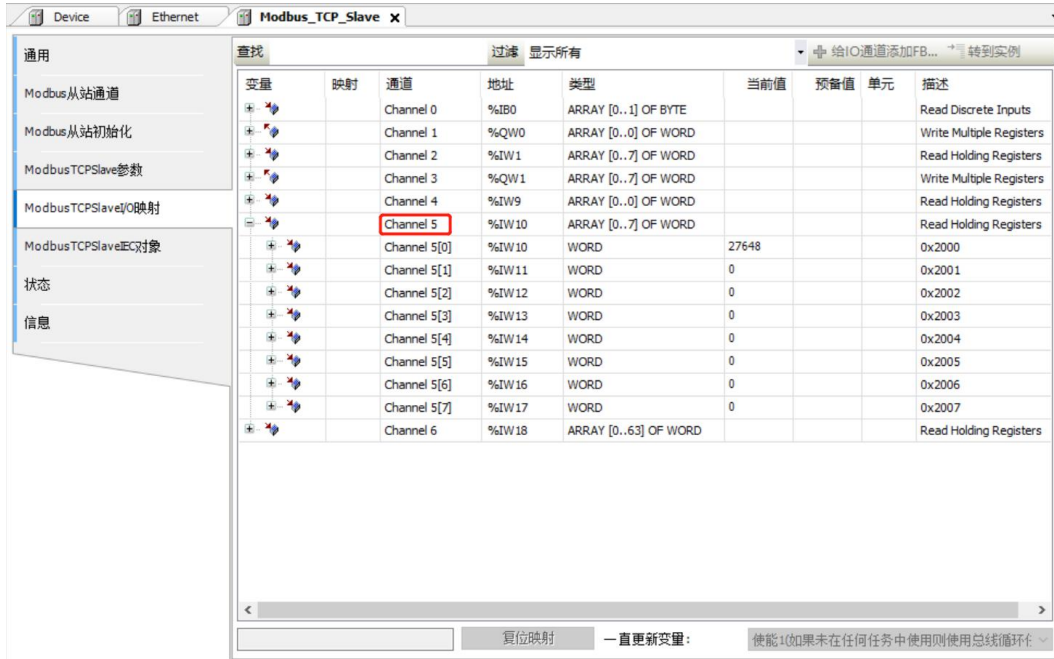 Device Ethernet Modbus_TCP_Slave X
通用
Modbus从站通道
Modbus从站初始化
ModbusTCPSlave参数
ModbusTCPSlaveI/O映射
ModbusTCPSlaveIEC对象
状态
信息
查找 过滤 显示所有 给IO通道添加FB... 转到实例
变量 映射 通道 地址 类型 当前值 预备值 单元 描述
Channel 0 %IB0 ARRAY [0..1] OF BYTE Read Discrete Inputs
Channel 1 %QW0 ARRAY [0..0] OF WORD Write Multiple Registers
Channel 2 %IW1 ARRAY [0..7] OF WORD Read Holding Registers
Channel 3 %QW1 ARRAY [0..7] OF WORD Write Multiple Registers
Channel 4 %IW9 ARRAY [0..0] OF WORD Read Holding Registers
Channel 5 %IW10 ARRAY [0..7] OF WORD Read Holding Registers
Channel 5[0] %IW10 WORD 27648 0x2000
Channel 5[1] %IW11 WORD 0 0x2001
Channel 5[2] %IW12 WORD 0 0x2002
Channel 5[3] %IW13 WORD 0 0x2003
Channel 5[4] %IW14 WORD 0 0x2004
Channel 5[5] %IW15 WORD 0 0x2005
Channel 5[6] %IW16 WORD 0 0x2006
Channel 5[7] %IW17 WORD 0 0x2007
Channel 6 %IW18 ARRAY [0..63] OF WORD Read Holding Registers
复位映射 一直更新变量: 使能1(如果未在任何任务中使用则使用总线循环